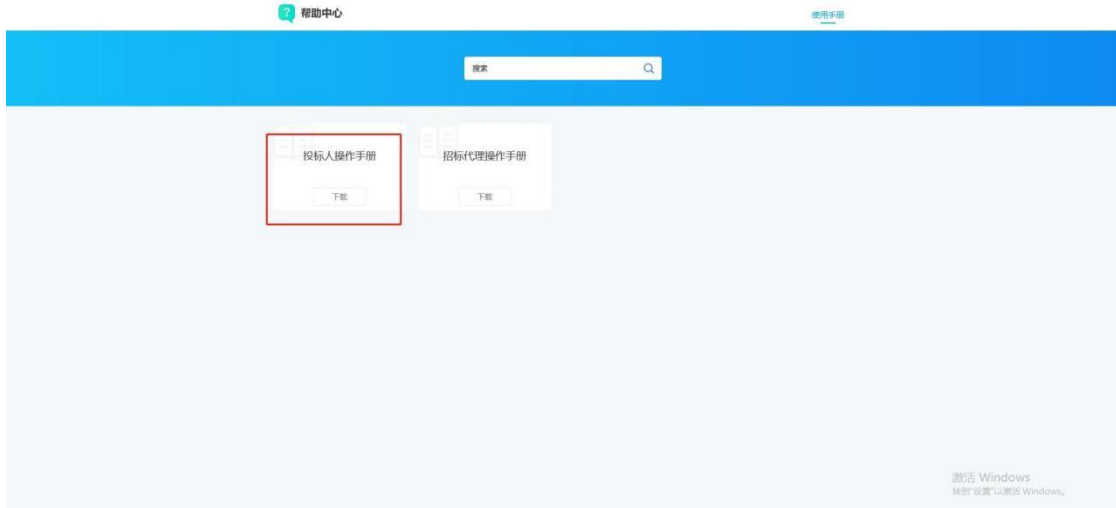 帮助中心
使用手册
搜索
投标人操作手册
招标代理操作手册
下载
下载
激活 Windows
转到"设置"以激活 Windows。